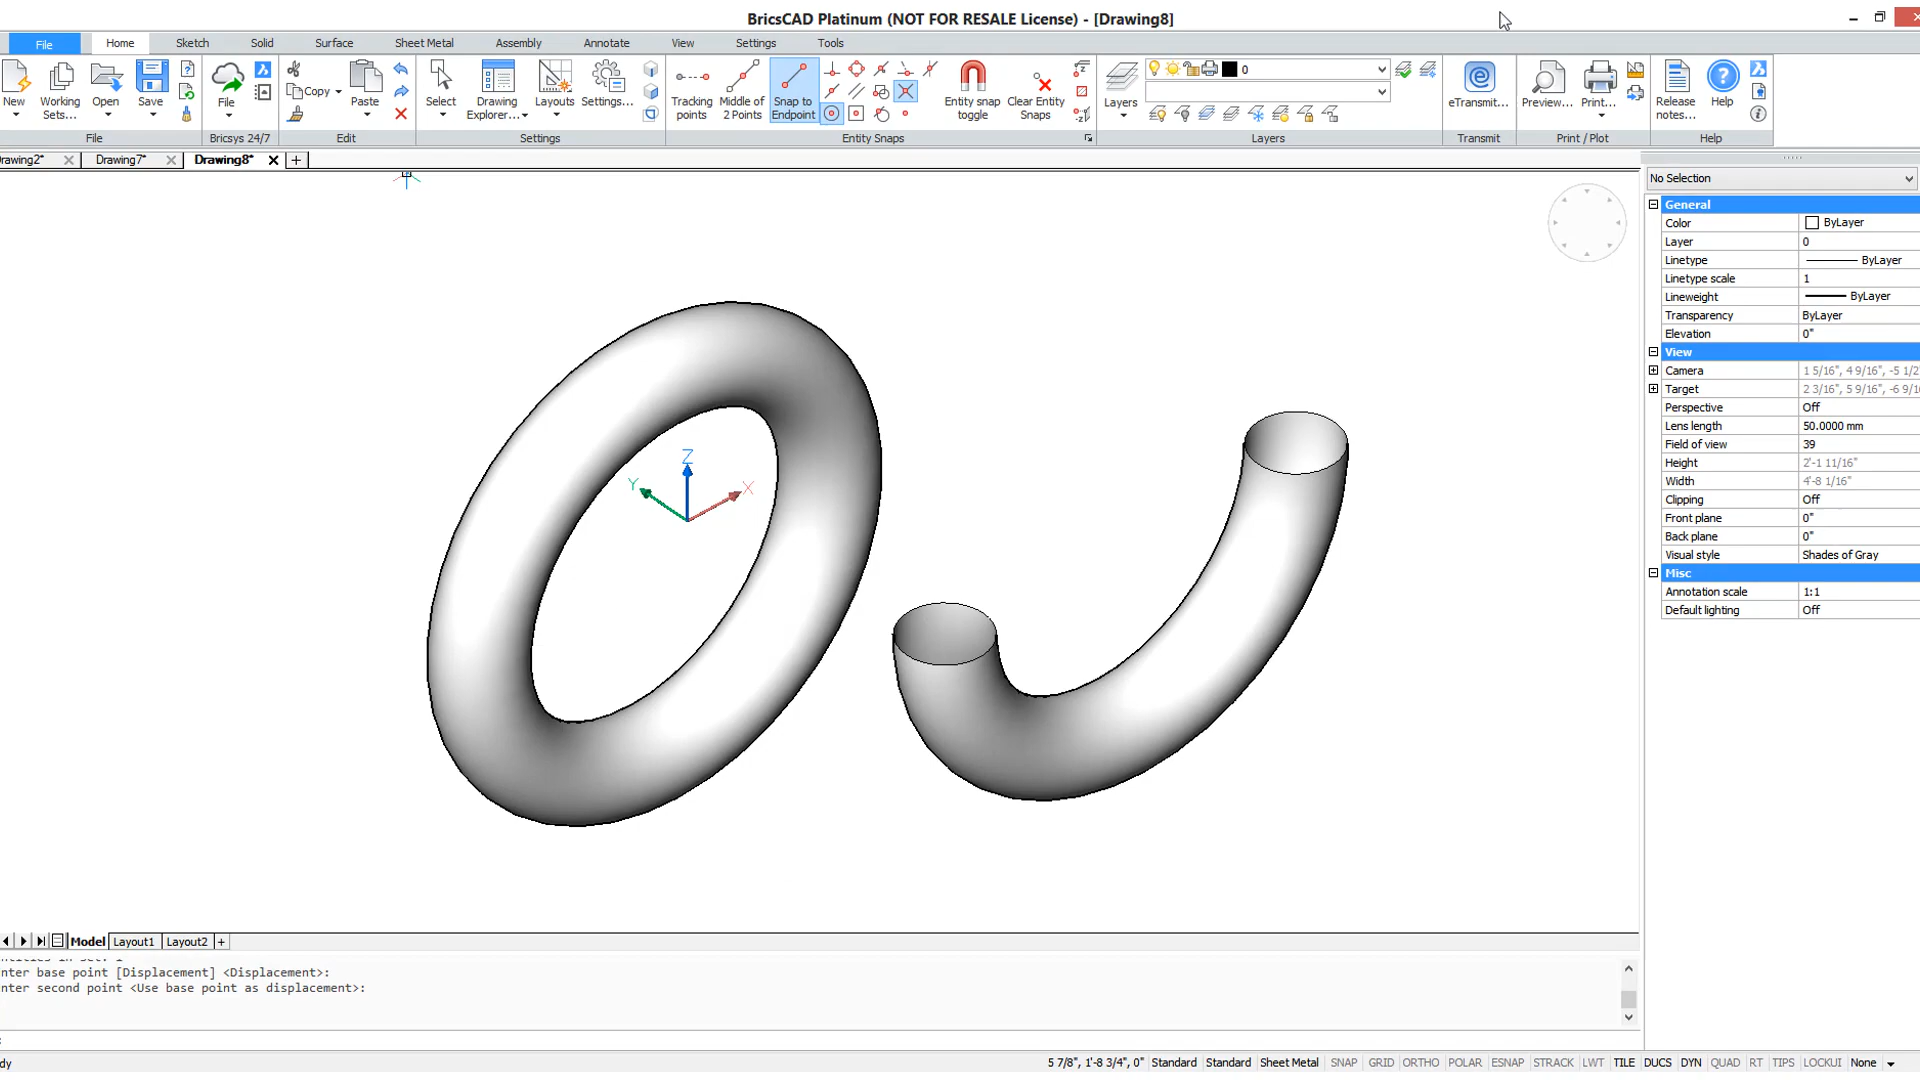 BricsCAD Platinum (NOT FOR RESALE License) - [Drawing8]
File Home Sketch Solid Surface Sheet Metal Assembly Annotate View Settings Tools
New Working Sets... Open Save
File
Copy Paste
Select Drawing Explorer... Layouts Settings...
Tracking points Middle of 2 Points Snap to Endpoint
Entity snap toggle Clear Entity Snaps
Layers 0
eTransmit... Preview... Print... Release notes... Help
File Bricsys 24/7 Edit Settings Entity Snaps Layers Transmit Print / Plot Help
rawing2* Drawing7* Drawing8* +
No Selection
General
Color ByLayer
Layer 0
Linetype ByLayer
Linetype scale 1
Lineweight ByLayer
Transparency ByLayer
Elevation 0"
View
Camera 1 5/16", 4 9/16", -5 1/2"
Target 2 3/16", 5 9/16", -6 9/16
Perspective Off
Lens length 50.0000 mm
Field of view 39
Height 2'-1 11/16"
Width 4'-8 1/16"
Clipping Off
Front plane 0"
Back plane 0"
Visual style Shades of Gray
Misc
Annotation scale 1:1
Default lighting Off
Z
Y X
Model Layout1 Layout2 +
nter base point [Displacement] <Displacement>:
nter second point <Use base point as displacement>:
:
dy 5 7/8", 1'-8 3/4", 0" Standard Standard Sheet Metal SNAP GRID ORTHO POLAR ESNAP STRACK LWT TILE DUCS DYN QUAD RT TIPS LOCKUI None